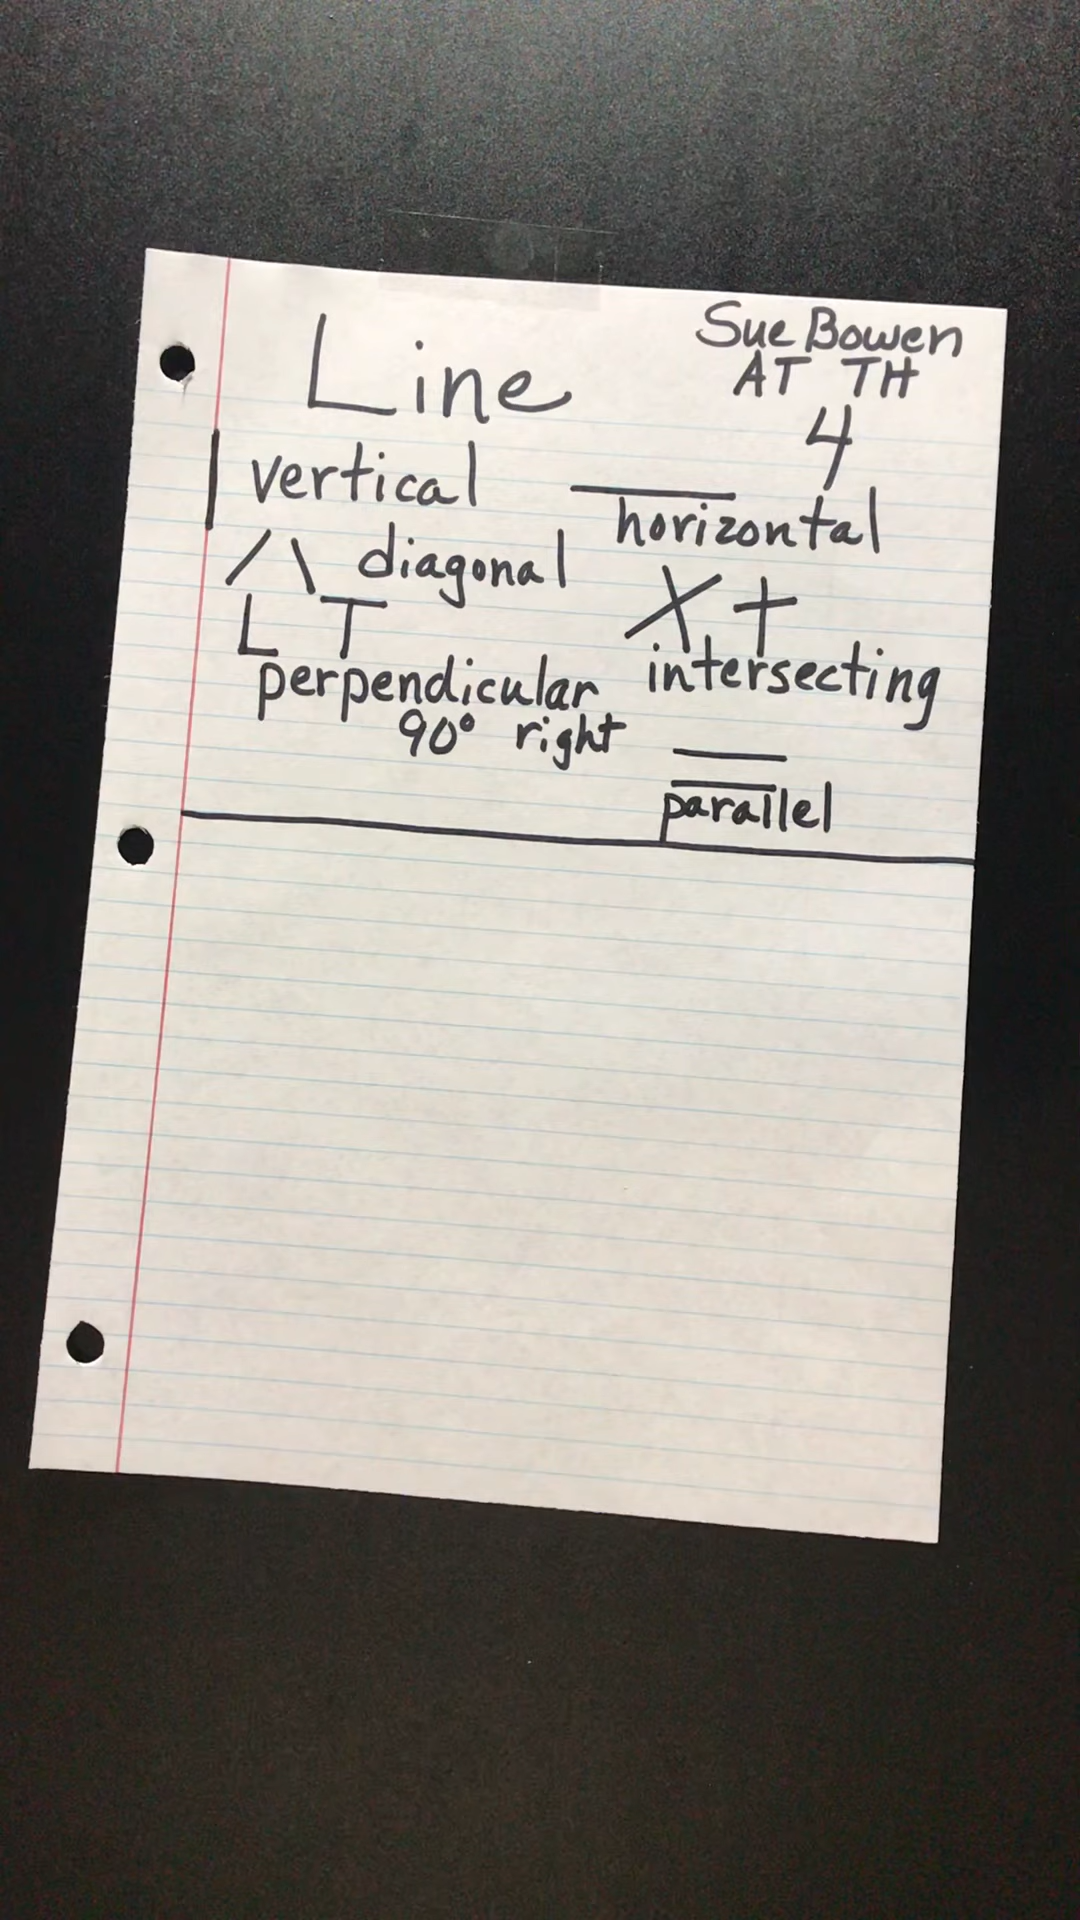 Line
Sue Bowen
AT TH
4
vertical
horizontal
diagonal
intersecting
perpendicular
90° right
parallel